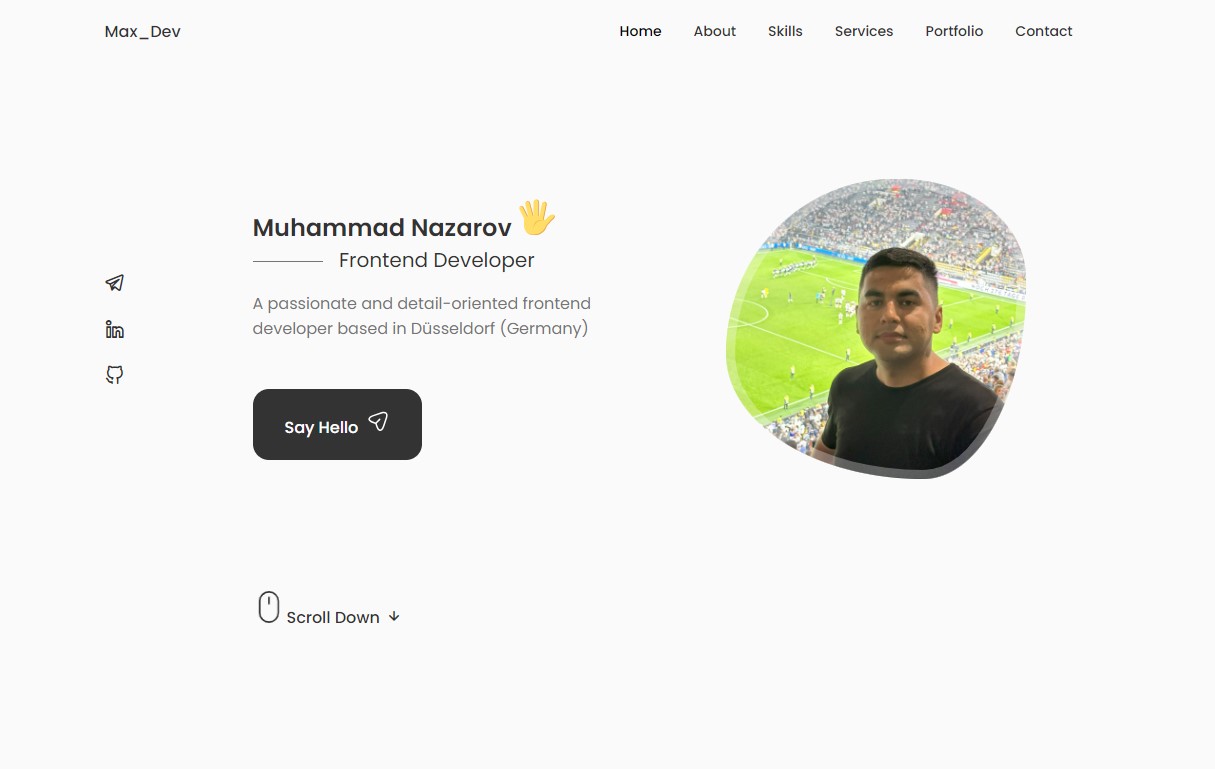 Max_Dev
Home About Skills Services Portfolio Contact
Muhammad Nazarov
Frontend Developer
A passionate and detail-oriented frontend
developer based in Düsseldorf (Germany)
Say Hello
Scroll Down